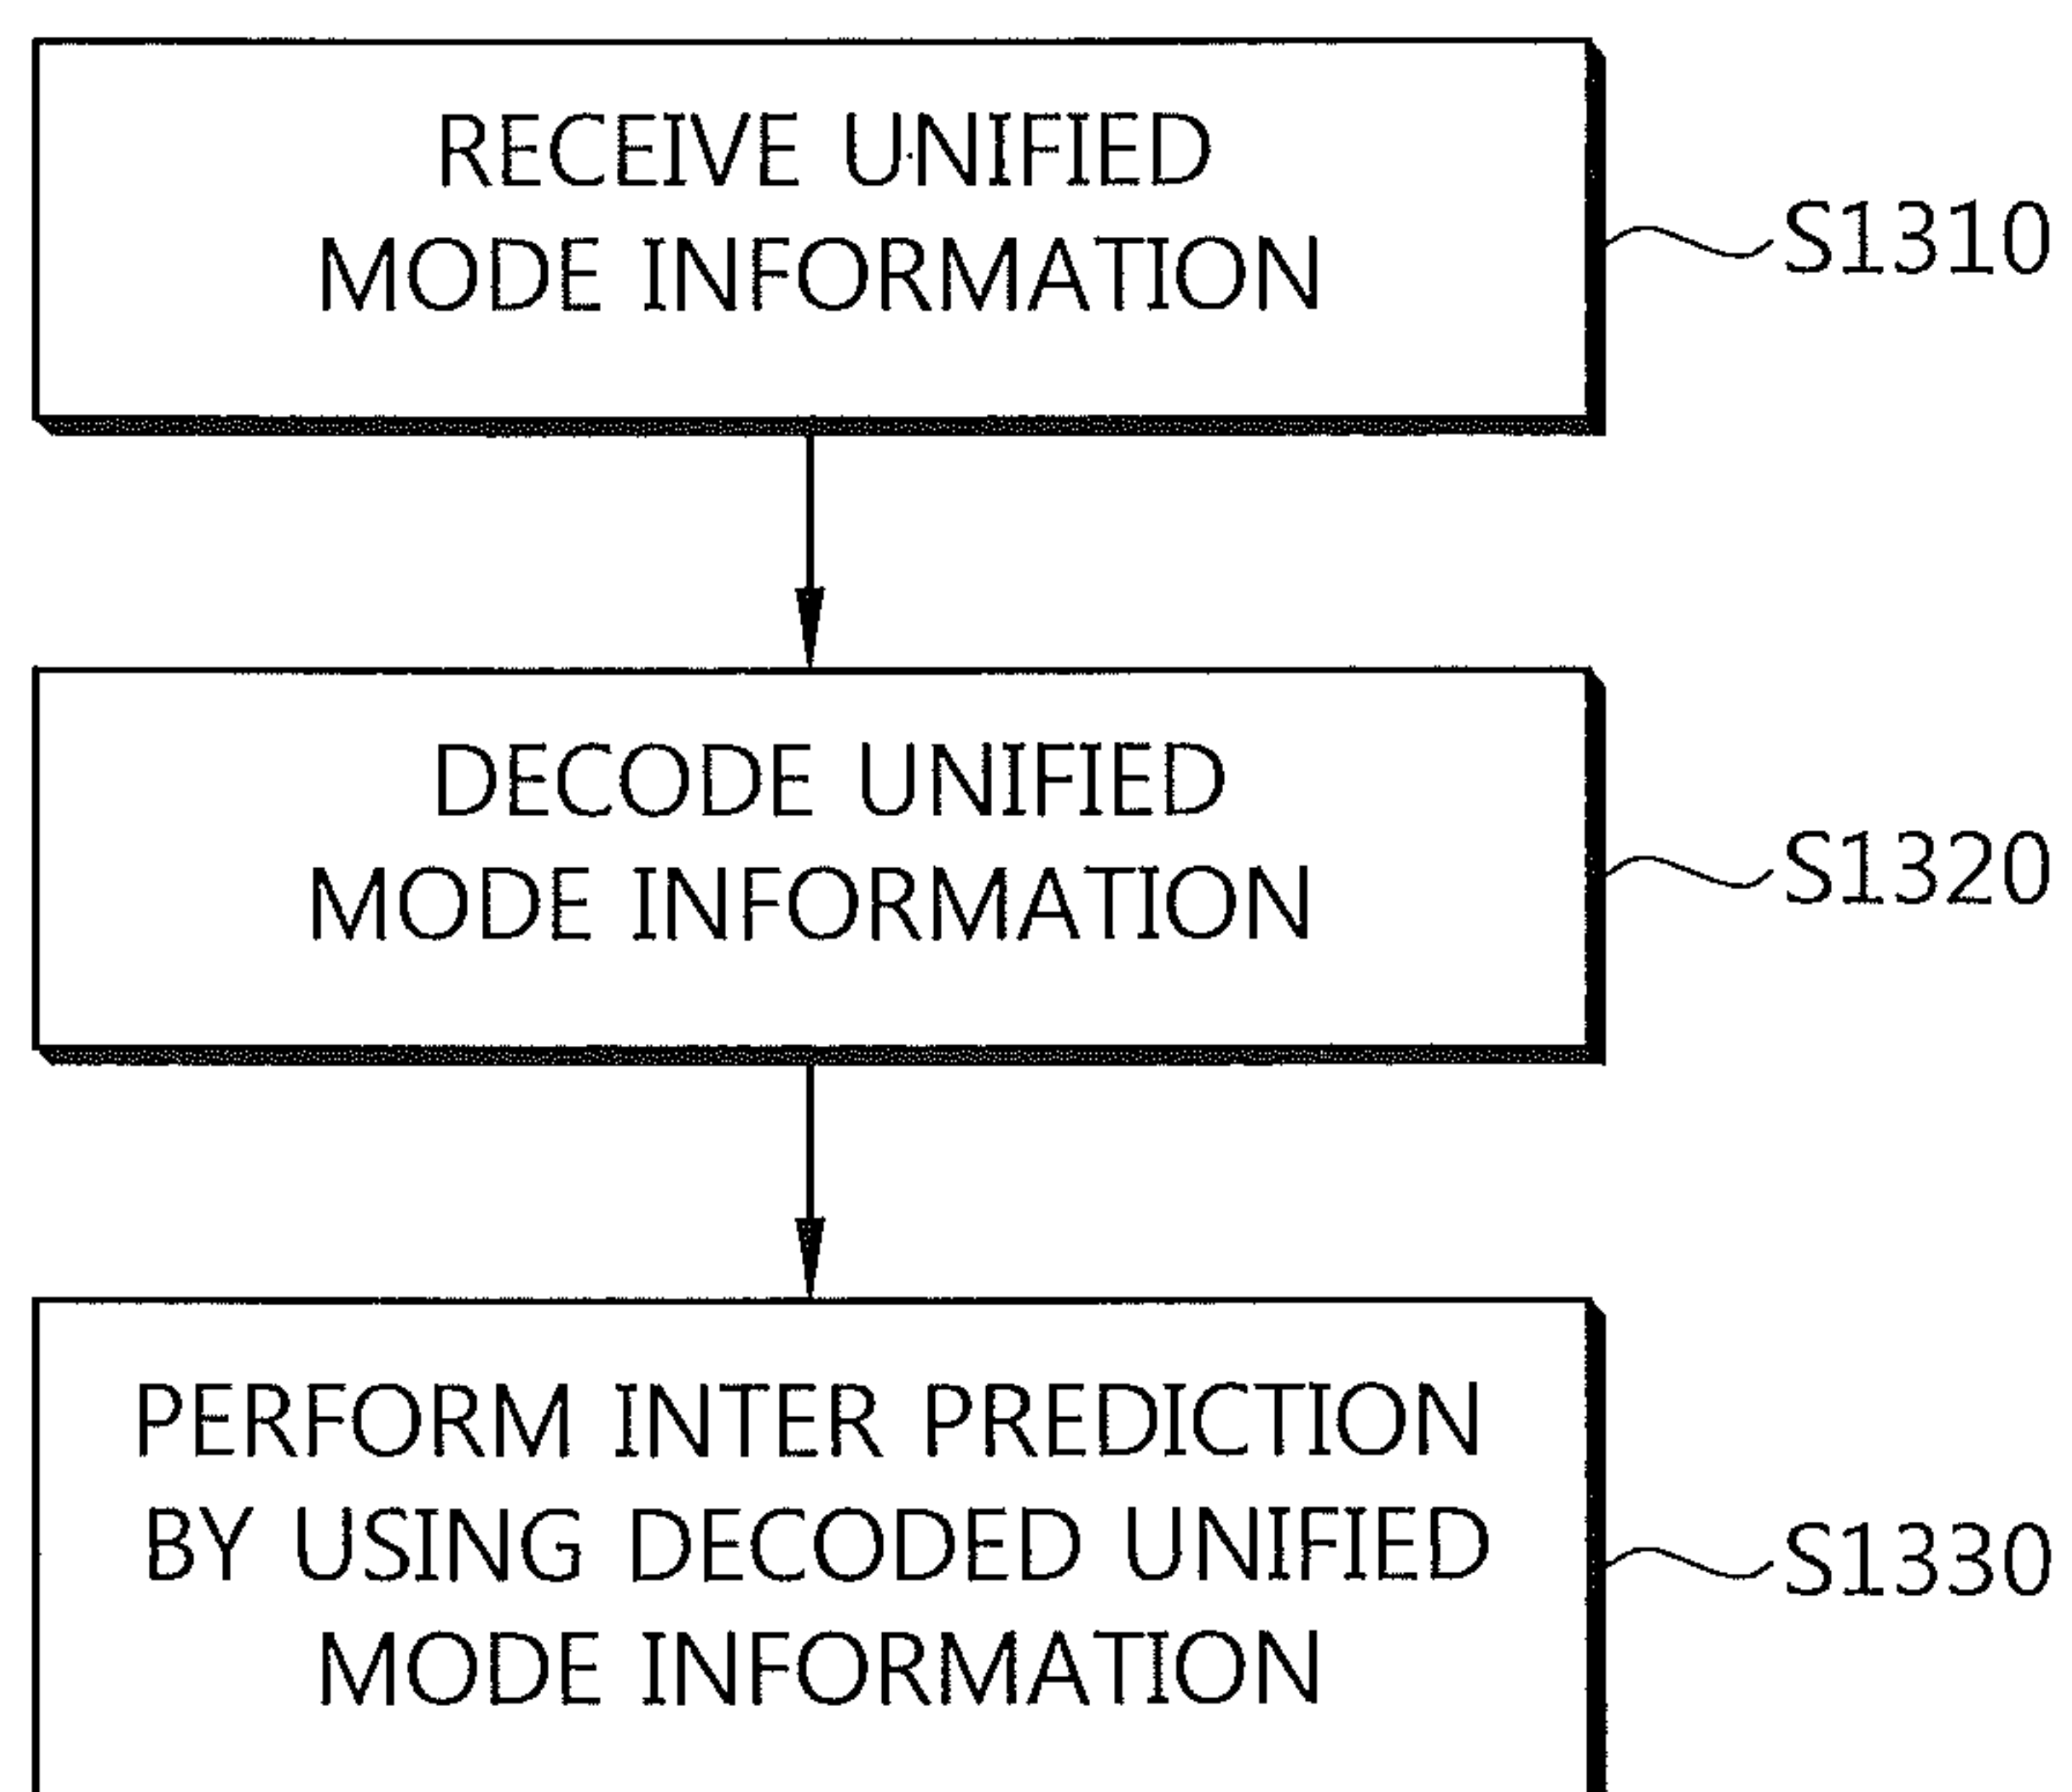 RECEIVE UNIFIED
MODE INFORMATION
S1310
DECODE UNIFIED
MODE INFORMATION
S1320
PERFORM INTER PREDICTION
BY USING DECODED UNIFIED
MODE INFORMATION
S1330